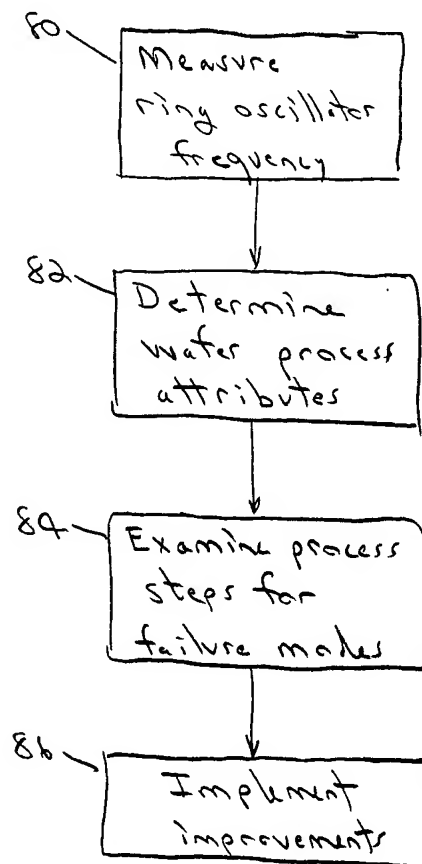 80
Measure
ring oscillator
frequency
82
Determine
wafer process
attributes
84
Examine process
steps for
failure modes
86
Implement
improvements